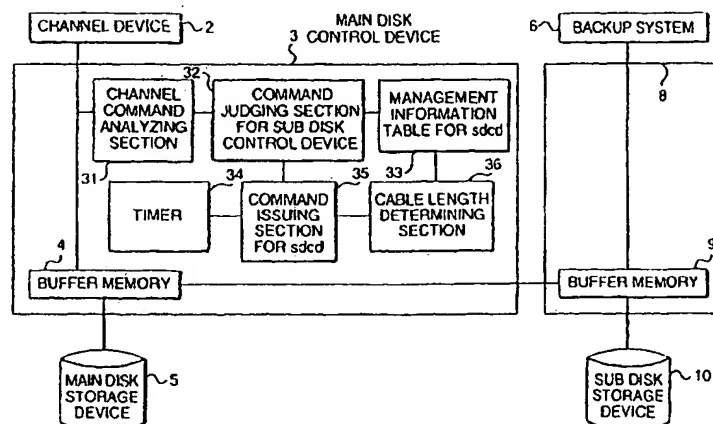 CHANNEL DEVICE
2
3
MAIN DISK
CONTROL DEVICE
6
BACKUP SYSTEM
8
32
CHANNEL
COMMAND
ANALYZING
SECTION
31
COMMAND
JUDGING SECTION
FOR SUB DISK
CONTROL DEVICE
MANAGEMENT
INFORMATION
TABLE FOR sdcd
33
36
34
TIMER
35
COMMAND
ISSUING
SECTION
FOR sdcd
CABLE LENGTH
DETERMINING
SECTION
4
BUFFER MEMORY
9
BUFFER MEMORY
MAIN DISK
STORAGE
DEVICE
5
SUB DISK
STORAGE
DEVICE
10